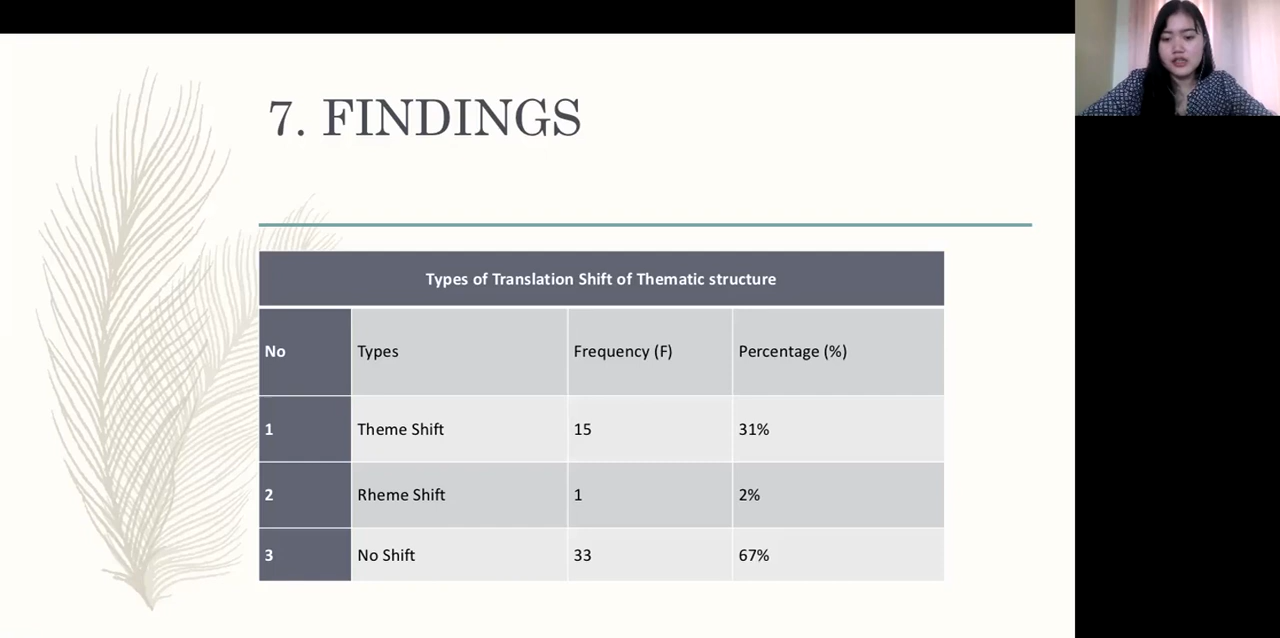 7. FINDINGS
Types of Translation Shift of Thematic structure
No Types Frequency (F) Percentage (%)
1 Theme Shift 15 31%
2 Rheme Shift 1 2%
3 No Shift 33 67%